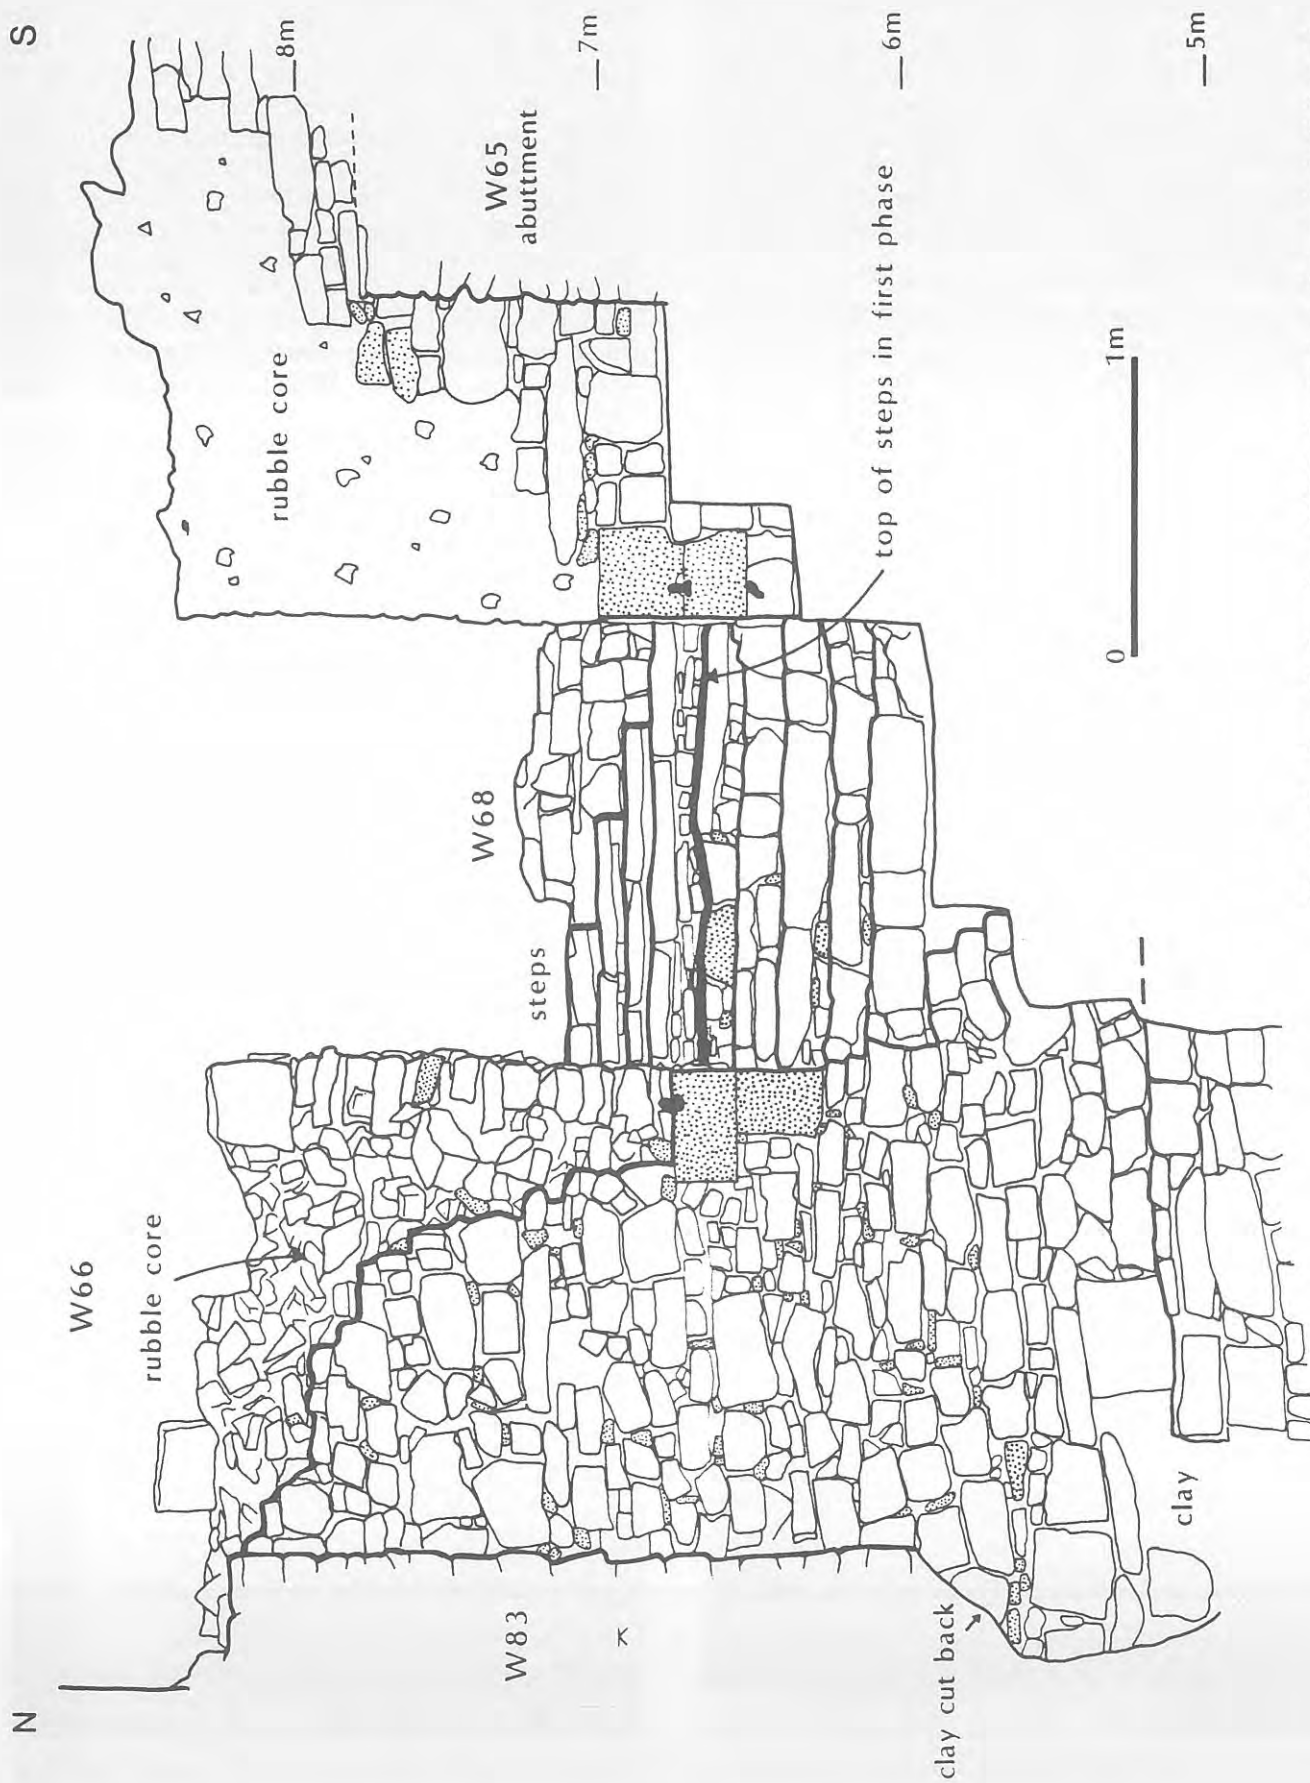 N
S
W66
rubble core
W83
clay cut back
clay
steps
W68
rubble core
W65
abuttment
top of steps in first phase
8m
7m
6m
5m
0
1m